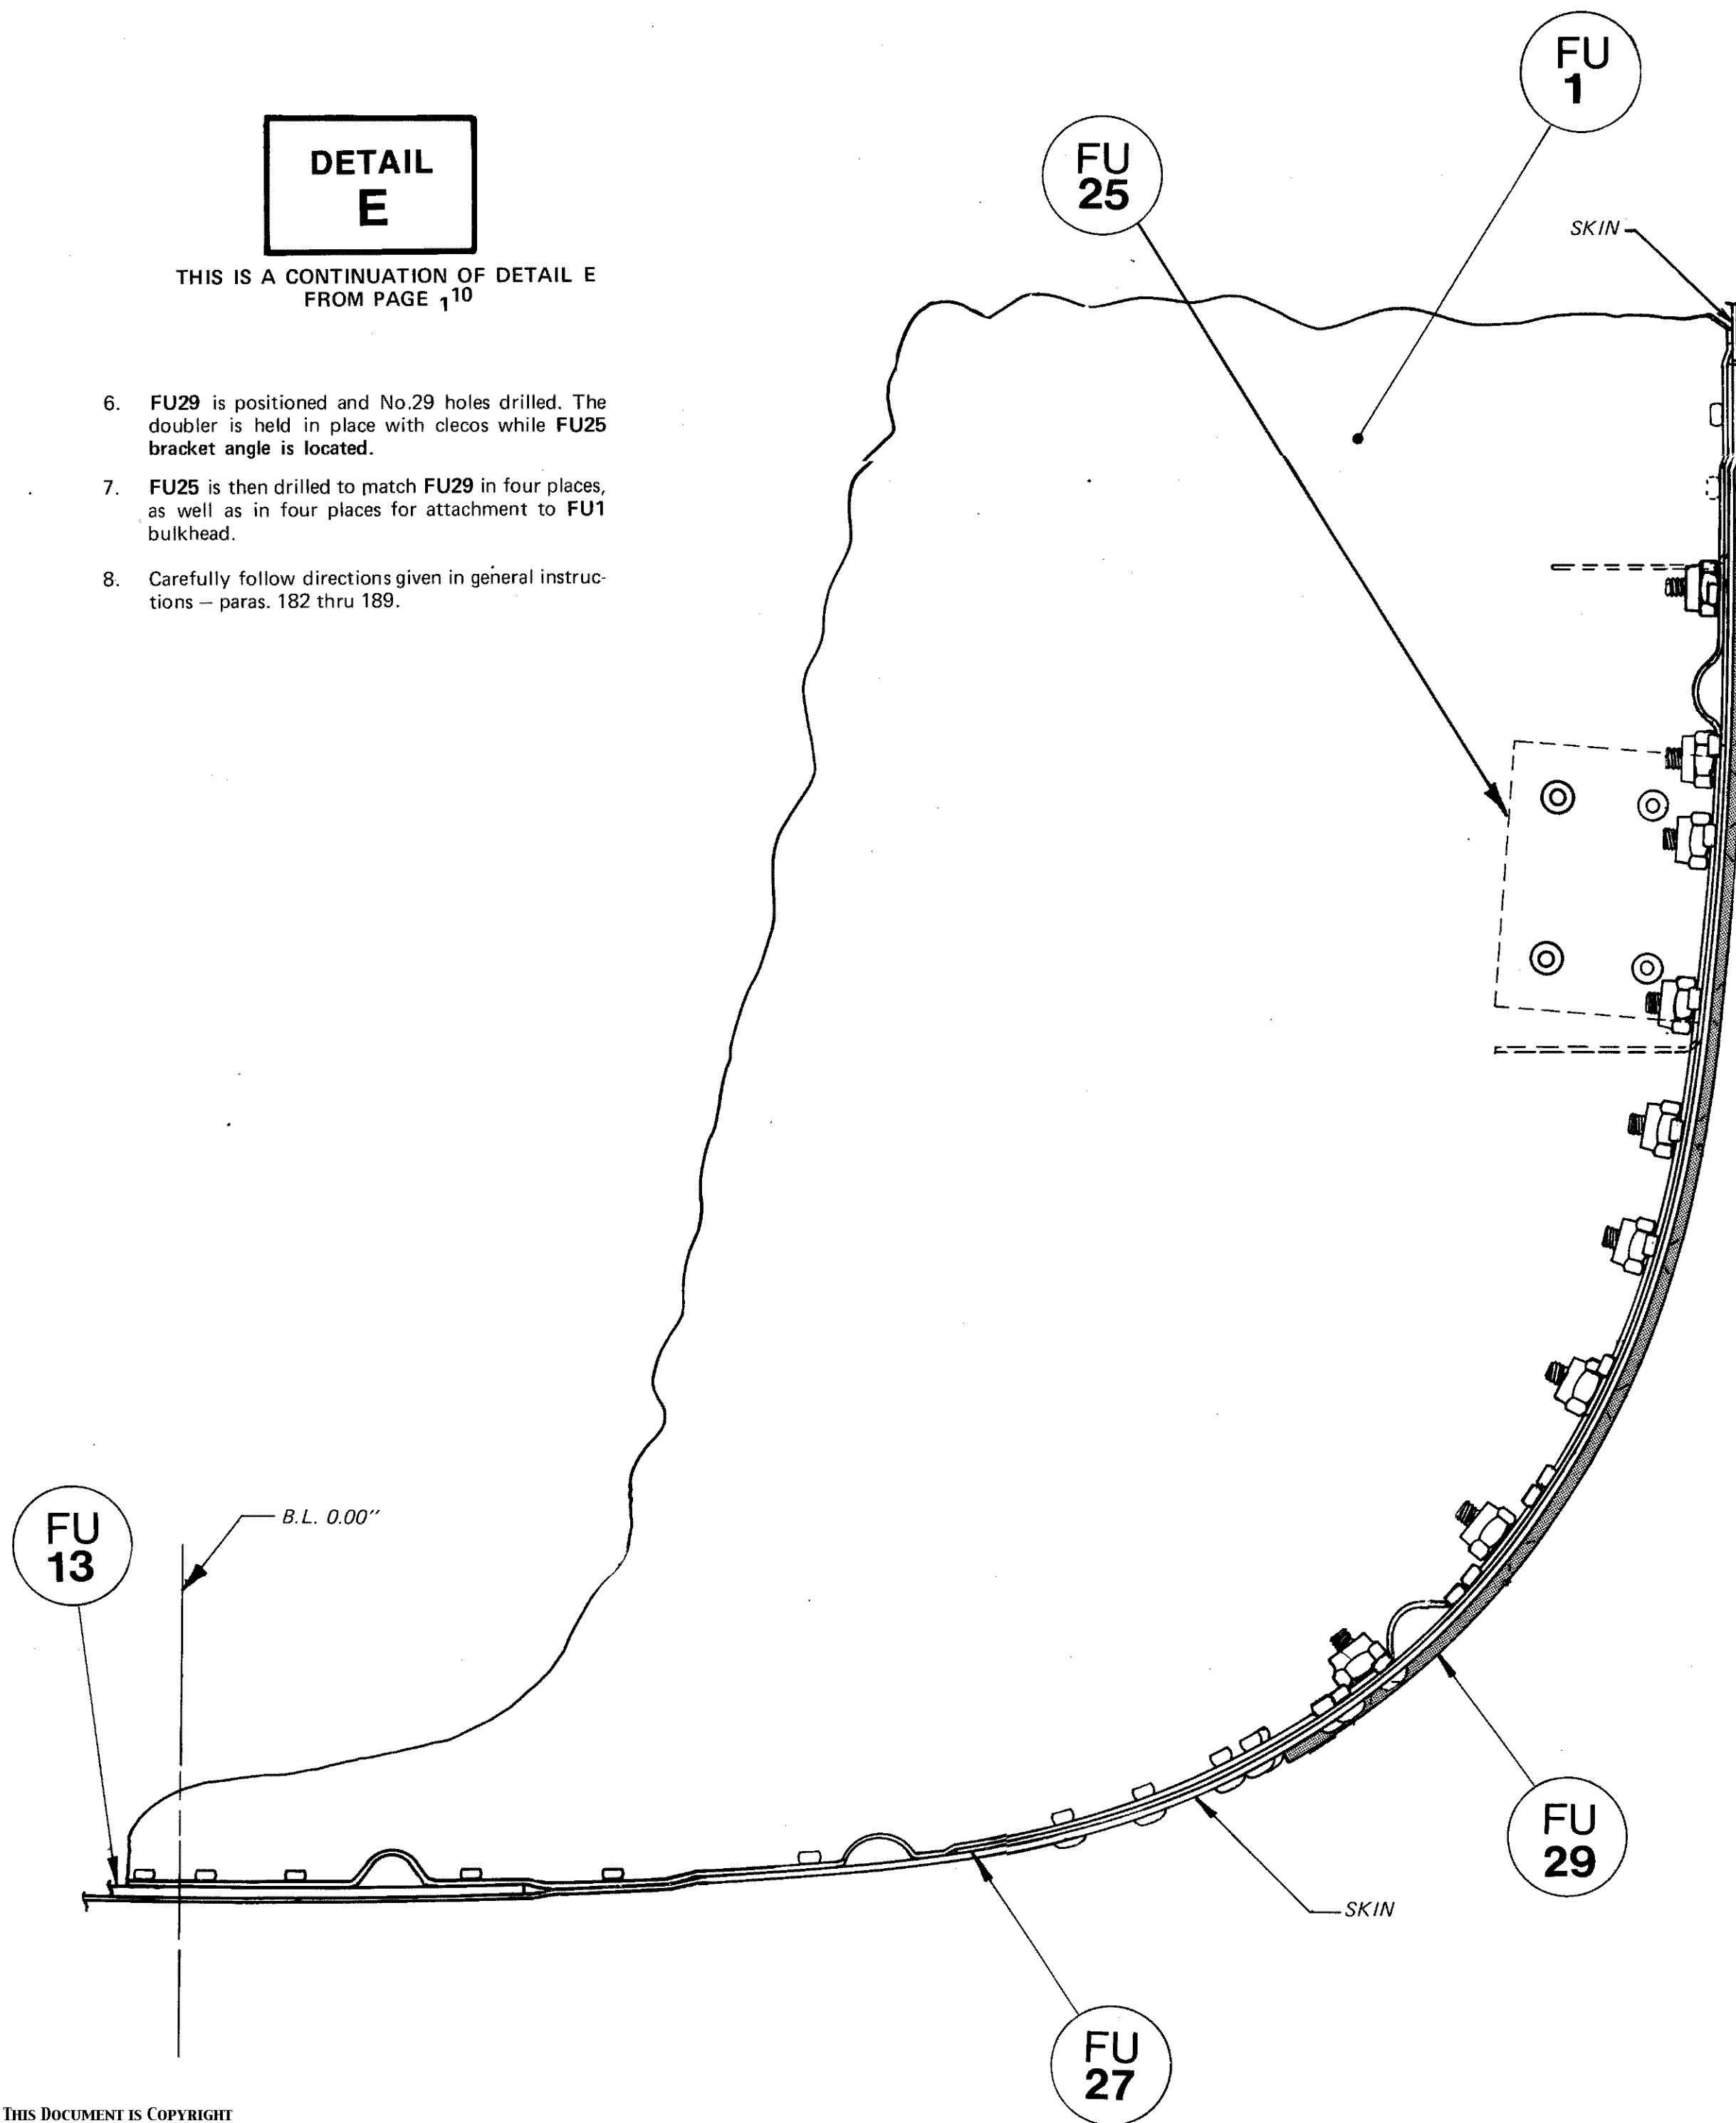 FU
1
DETAIL
E
FU
25
SKIN
THIS IS A CONTINUATION OF DETAIL E
FROM PAGE 1 10
6. FU29 is positioned and No.29 holes drilled. The
doubler is held in place with clecos while FU25
bracket angle is located.
7. FU25 is then drilled to match FU29 in four places,
as well as in four places for attachment to FU1
bulkhead.
8. Carefully follow directions given in general instruc-
tions — paras. 182 thru 189.
FU
13
B.L. 0.00"
FU
29
SKIN
FU
27
THIS DOCUMENT IS COPYRIGHT